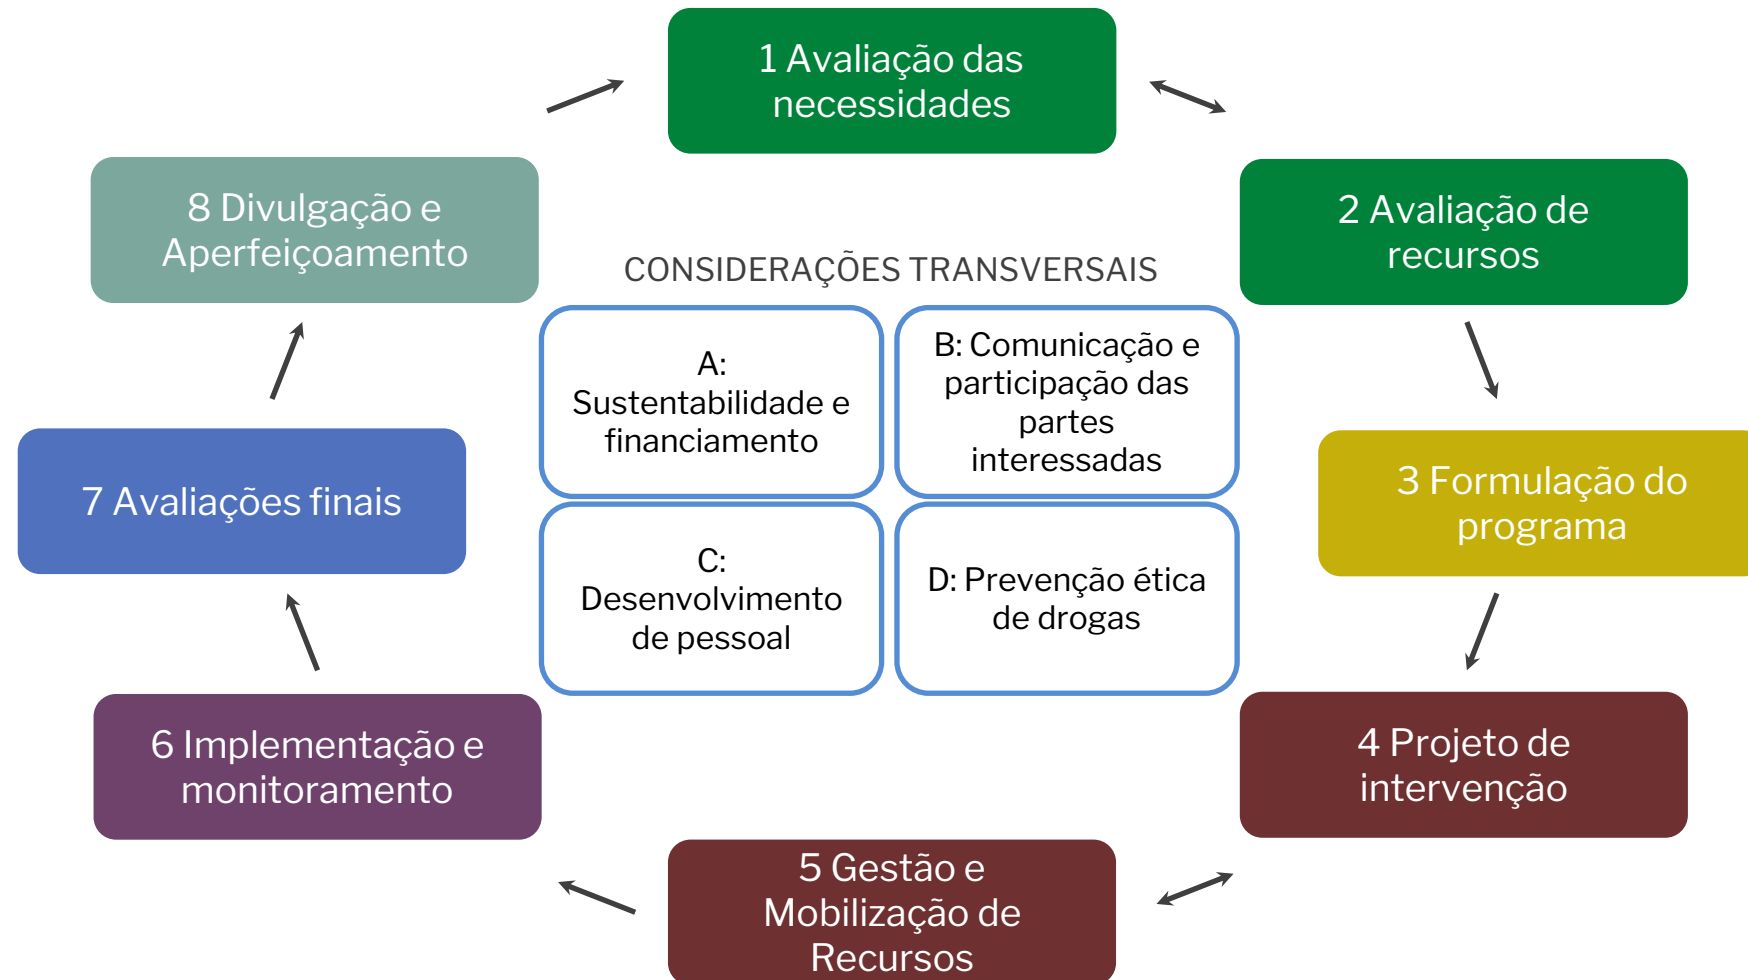 1 Avaliação das
necessidades
8 Divulgação e
Aperfeiçoamento
2 Avaliação de
recursos
CONSIDERAÇÕES TRANSVERSAIS
A:
Sustentabilidade e
financiamento
B: Comunicação e
participação das
partes
interessadas
7 Avaliações finais
3 Formulação do
programa
C:
Desenvolvimento
de pessoal
D: Prevenção ética
de drogas
6 Implementação e
monitoramento
4 Projeto de
intervenção
5 Gestão e
Mobilização de
Recursos